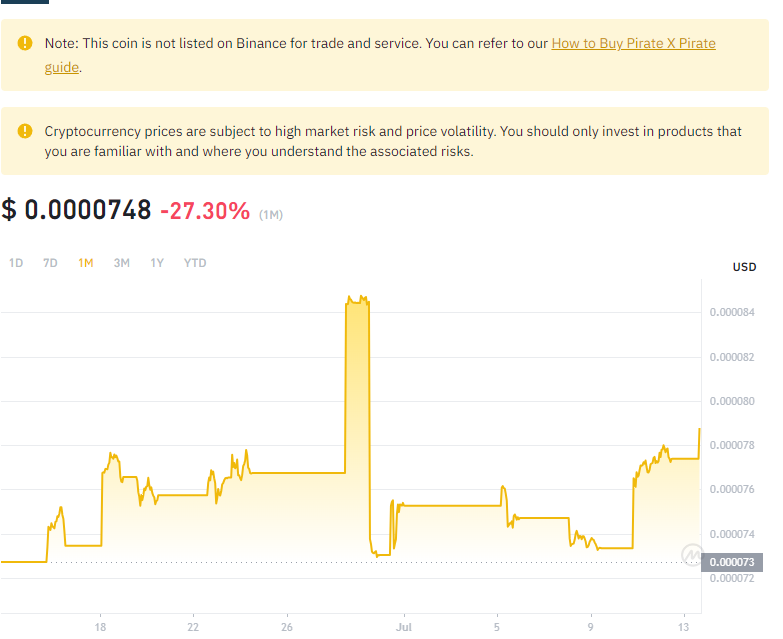 Note: This coin is not listed on Binance for trade and service. You can refer to our How to Buy Pirate X Pirate
guide.
Cryptocurrency prices are subject to high market risk and price volatility. You should only invest in products that
you are familiar with and where you understand the associated risks.
$ 0.0000748 -27.30% (1M)
1D 7D 1M 3M 1Y YTD
USD
0.000084
0.000082
0.000080
0.000078
0.000076
0.000074
0.000073
0.000072
18 22 26 Jul 5 9 13